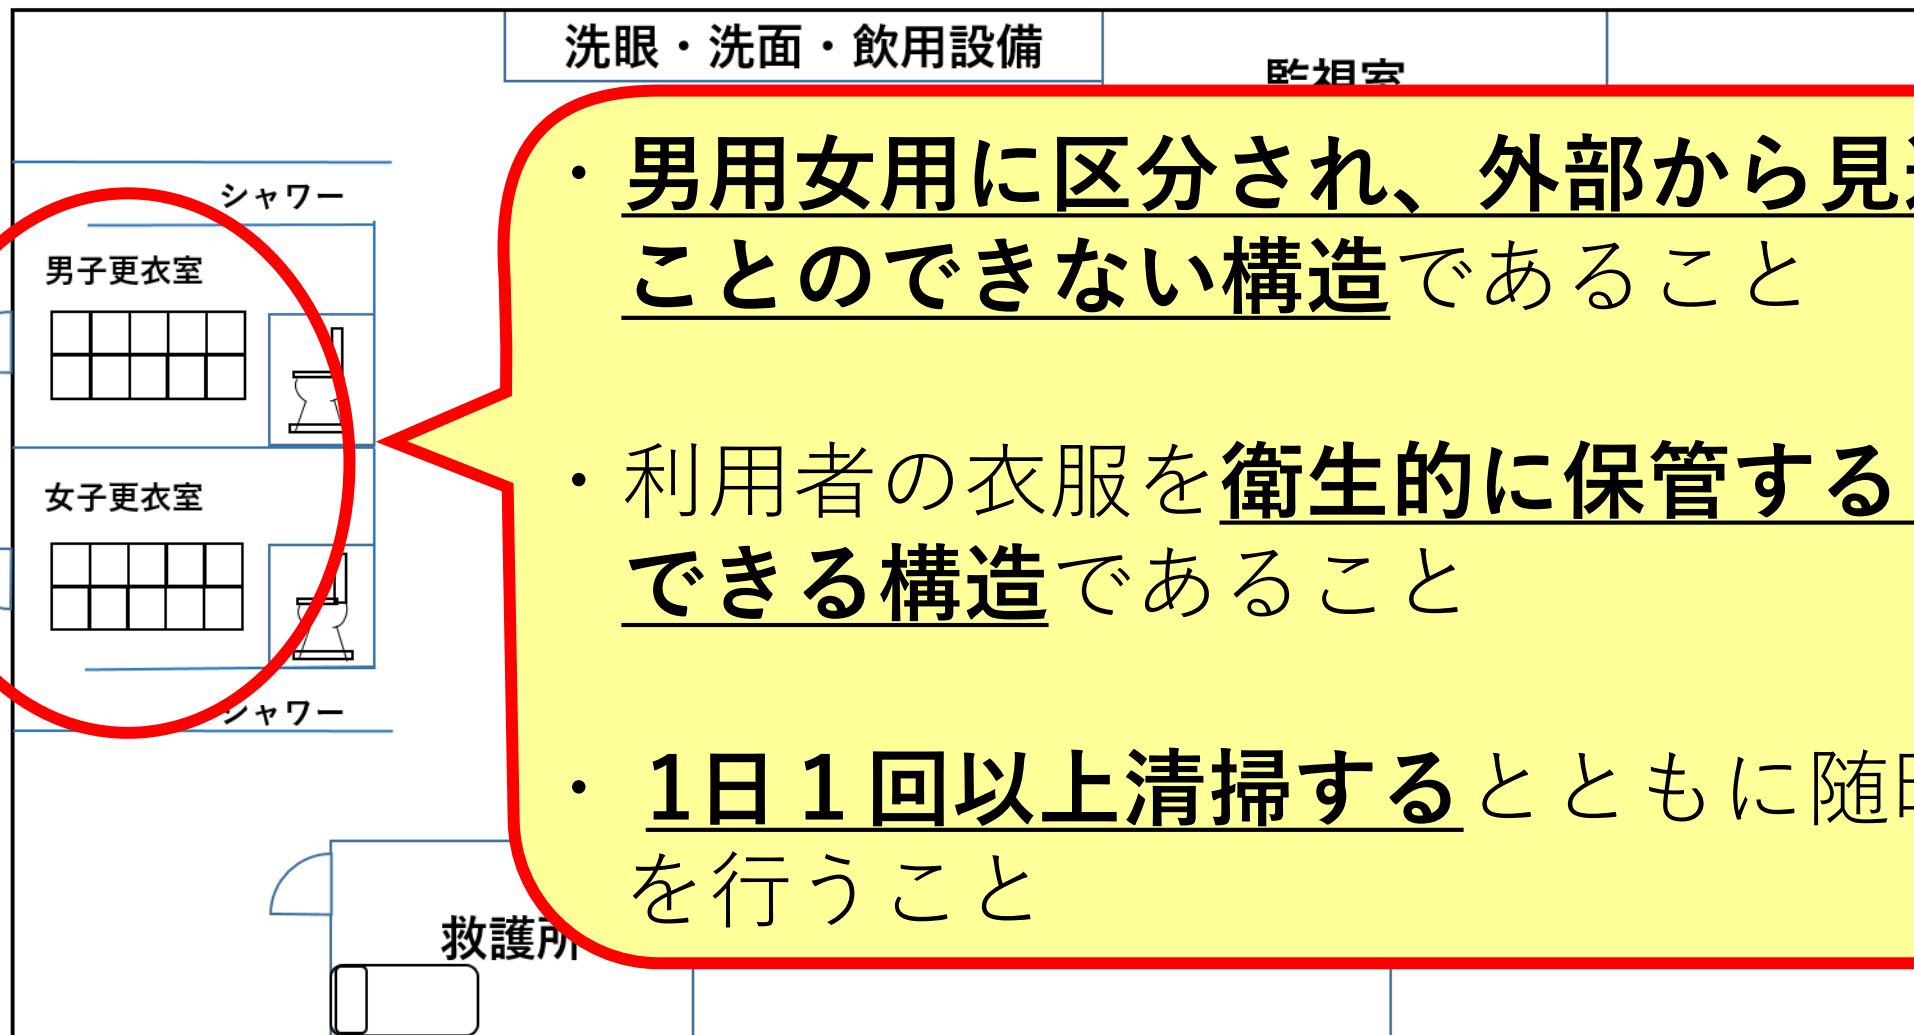 洗眼・洗面・飲用設備
監視室
・男用女用に区分され、外部から見
ことのできない構造であること
・利用者の衣服を衛生的に保管する
できる構造であること
・1日１回以上清掃するとともに随
を行うこと
シャワー
男子更衣室
女子更衣室
シャワー
救護所